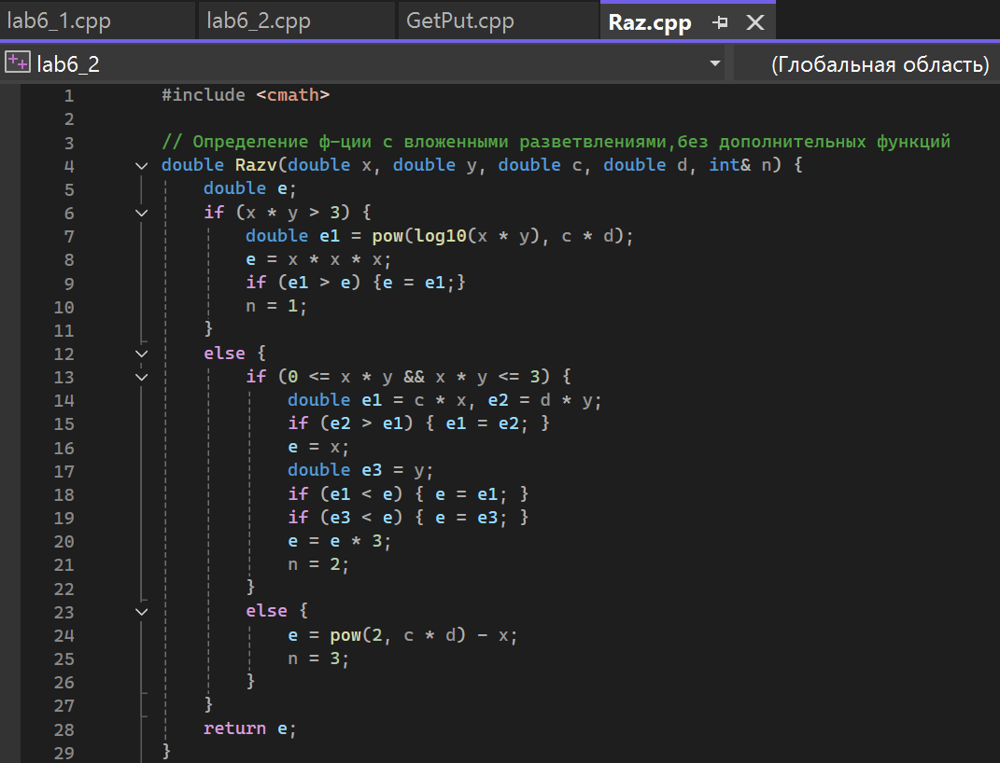 lab6_1.cpp lab6_2.cpp GetPut.cpp Raz.cpp
lab6_2 (Глобальная область)
1 #include <cmath>
2
3 // Определение ф-ции с вложенными разветвлениями,без дополнительных функций
4 double Razv(double x, double y, double c, double d, int& n) {
5 double e;
6 if (x * y > 3) {
7 double e1 = pow(log10(x * y), c * d);
8 e = x * x * x;
9 if (e1 > e) {e = e1;}
10 n = 1;
11 }
12 else {
13 if (0 <= x * y && x * y <= 3) {
14 double e1 = c * x, e2 = d * y;
15 if (e2 > e1) { e1 = e2; }
16 e = x;
17 double e3 = y;
18 if (e1 < e) { e = e1; }
19 if (e3 < e) { e = e3; }
20 e = e * 3;
21 n = 2;
22 }
23 else {
24 e = pow(2, c * d) - x;
25 n = 3;
26 }
27 }
28 return e;
29 }